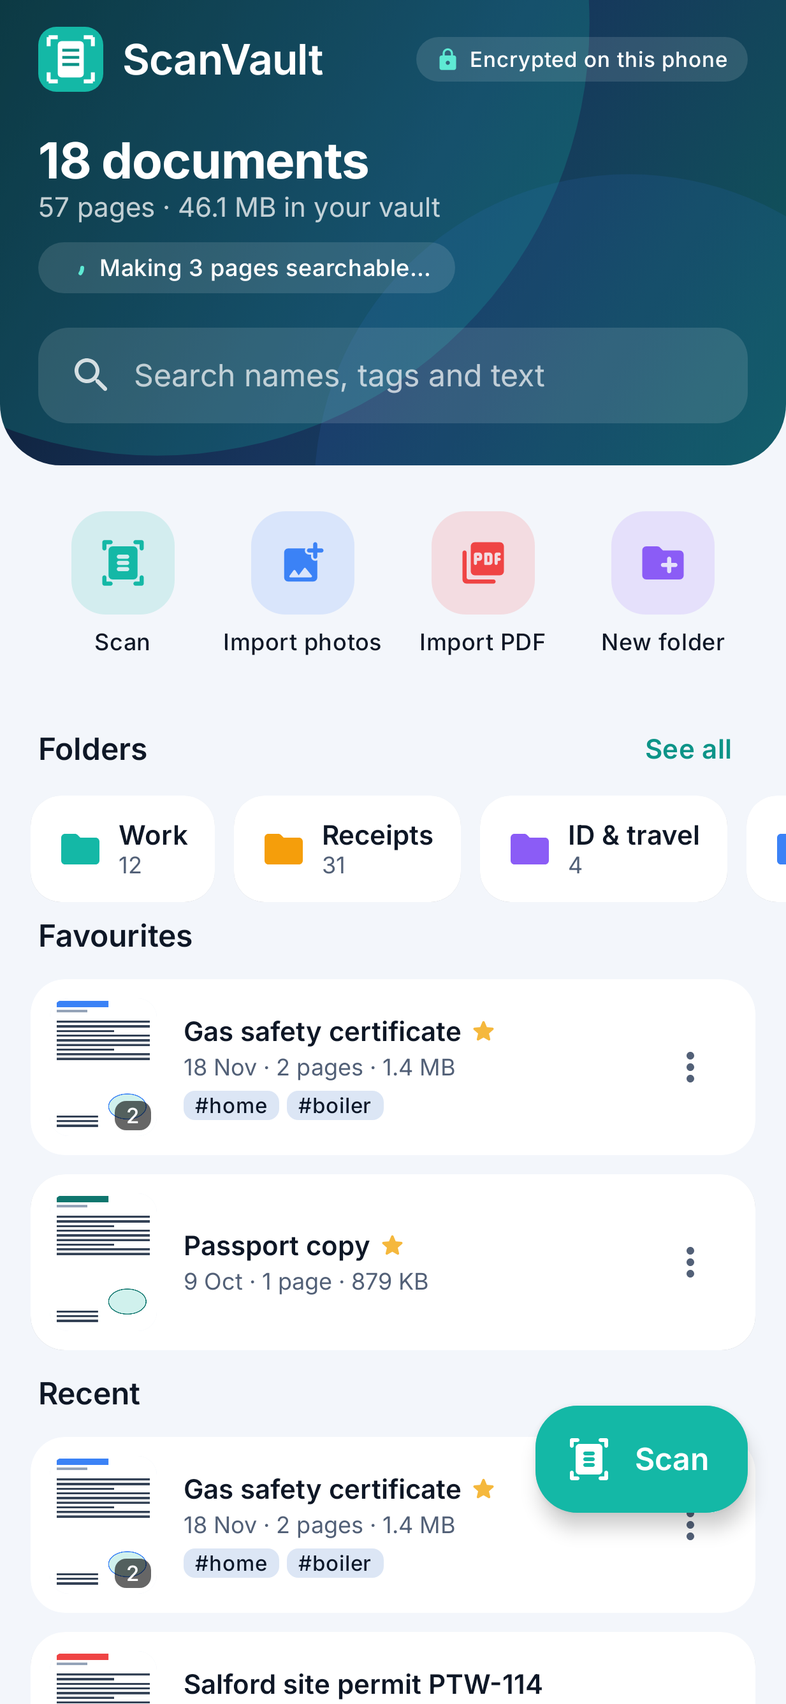 ScanVault
Encrypted on this phone
18 documents
57 pages · 46.1 MB in your vault
Making 3 pages searchable...
Search names, tags and text
PDF
Scan
Import photos
Import PDF
New folder
Folders
See all
Work
12
Receipts
31
ID & travel
4
Favourites
Gas safety certificate
18 Nov · 2 pages · 1.4 MB
#home #boiler
2
Passport copy
9 Oct · 1 page · 879 KB
Recent
Scan
Gas safety certificate
18 Nov · 2 pages · 1.4 MB
#home #boiler
2
Salford site permit PTW-114